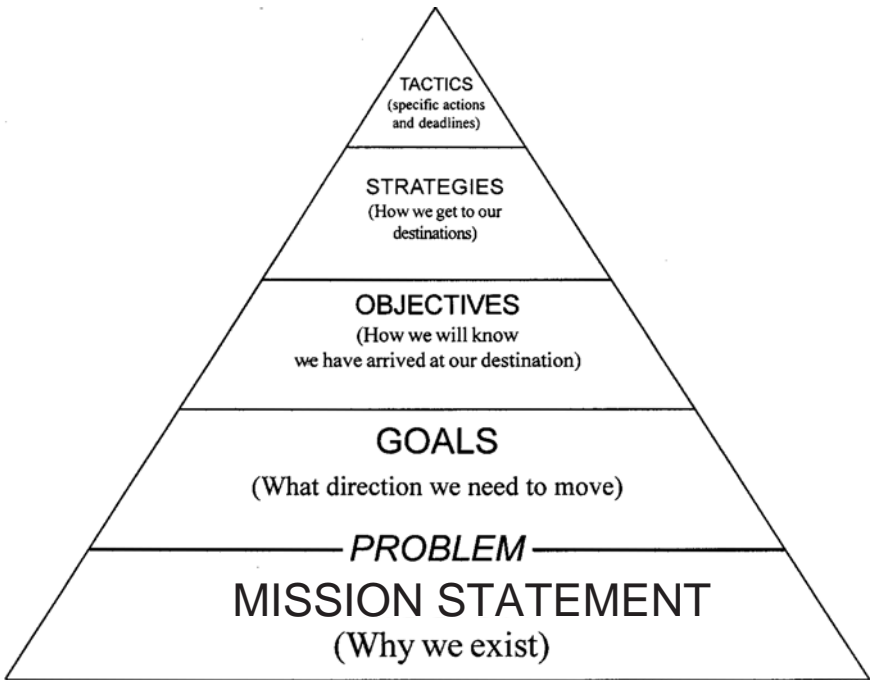 TACTICS
(specific actions
and deadlines)
STRATEGIES
(How we get to our
destinations)
OBJECTIVES
(How we will know
we have arrived at our destination)
GOALS
(What direction we need to move)
PROBLEM
MISSION STATEMENT
(Why we exist)